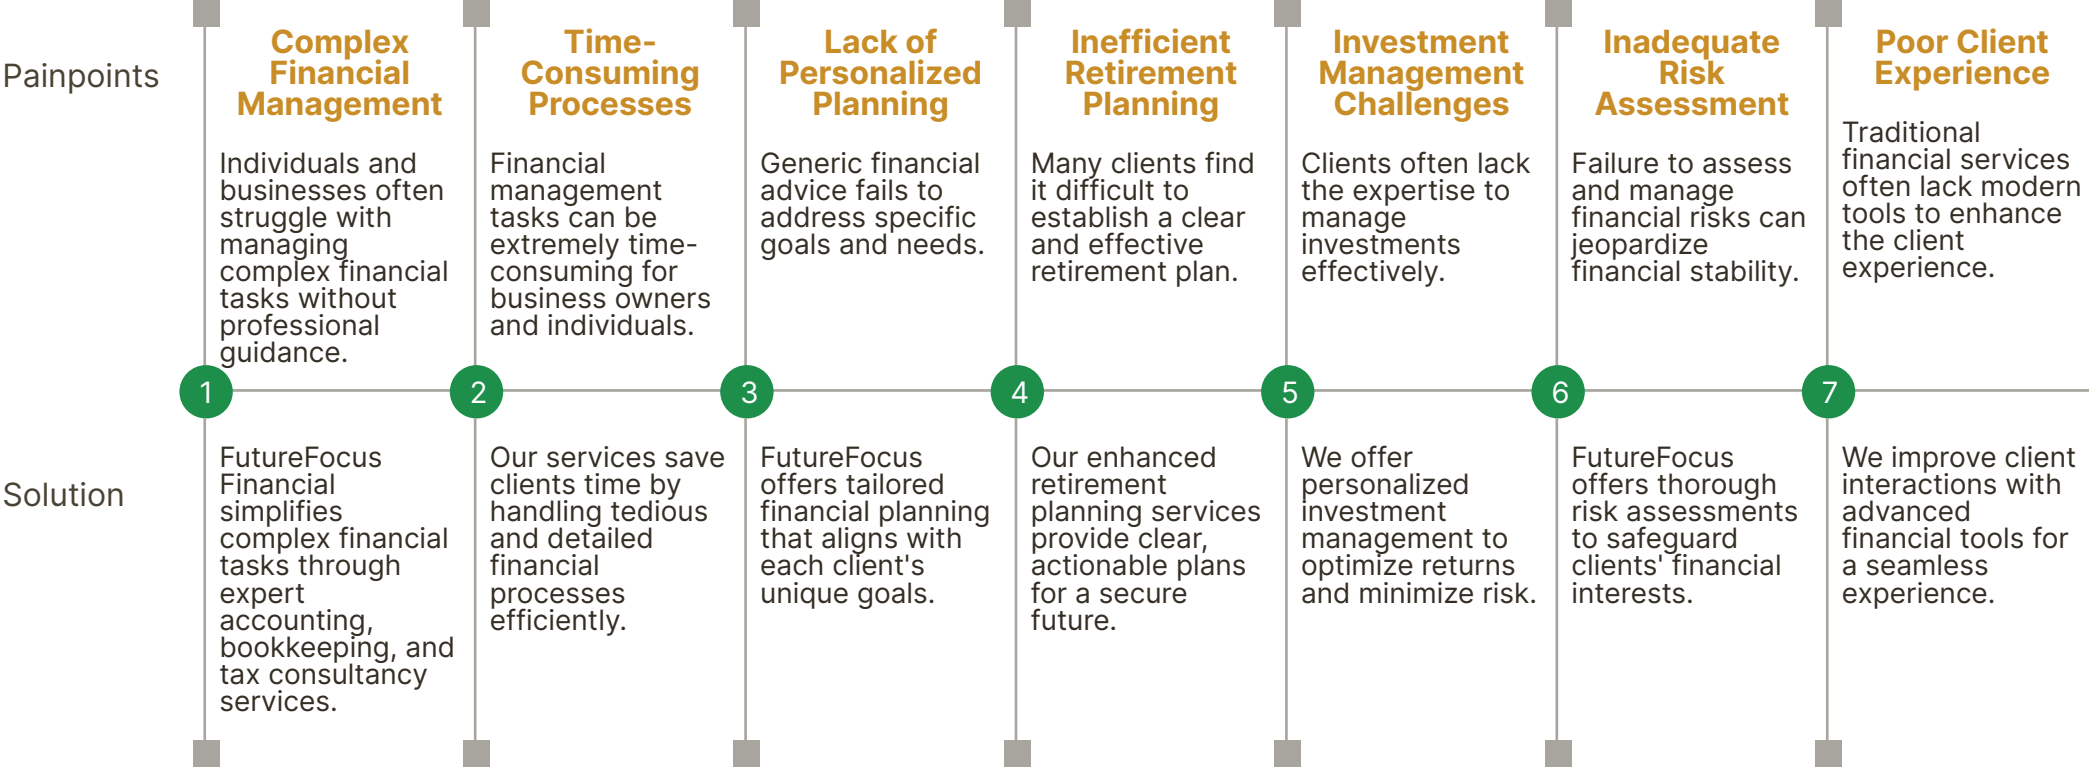 Painpoints
Complex
Financial
Management
Individuals and
businesses often
struggle with
managing
complex financial
tasks without
professional
guidance.
Time-
Consuming
Processes
Financial
management
tasks can be
extremely time-
consuming for
business owners
and individuals.
Lack of
Personalized
Planning
Generic financial
advice fails to
address specific
goals and needs.
Inefficient
Retirement
Planning
Many clients find
it difficult to
establish a clear
and effective
retirement plan.
Investment
Management
Challenges
Clients often lack
the expertise to
manage
investments
effectively.
Inadequate
Risk
Assessment
Failure to assess
and manage
financial risks can
jeopardize
financial stability.
Poor Client
Experience
Traditional
financial services
often lack modern
tools to enhance
the client
experience.
1
2
3
4
5
6
7
Solution
FutureFocus
Financial
simplifies
complex financial
tasks through
expert
accounting,
bookkeeping, and
tax consultancy
services.
Our services save
clients time by
handling tedious
and detailed
financial
processes
efficiently.
FutureFocus
offers tailored
financial planning
that aligns with
each client's
unique goals.
Our enhanced
retirement
planning services
provide clear,
actionable plans
for a secure
future.
We offer
personalized
investment
management to
optimize returns
and minimize risk.
FutureFocus
offers thorough
risk assessments
to safeguard
clients' financial
interests.
We improve client
interactions with
advanced
financial tools for
a seamless
experience.